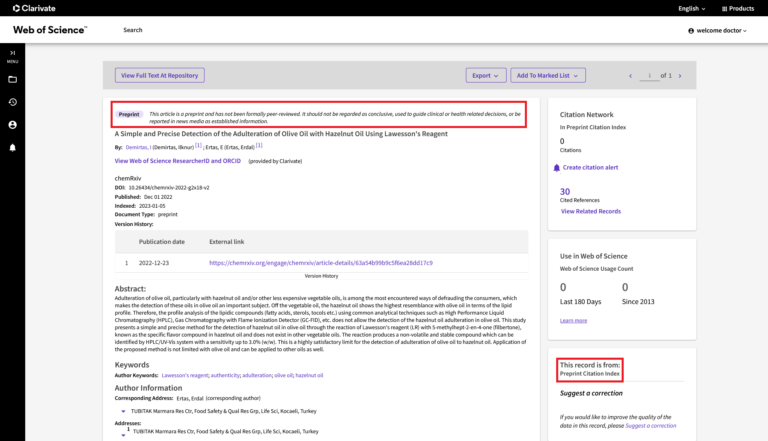 Clarivate
English
Products
Web of Science™
Search
welcome doctor
MENU
View Full Text At Repository
Export
Add To Marked List
1 of 1
Preprint
This article is a preprint and has not been formally peer-reviewed. It should not be regarded as conclusive, used to guide clinical or health related decisions, or be
reported in news media as established information.
A Simple and Precise Detection of the Adulteration of Olive Oil with Hazelnut Oil Using Lawesson's Reagent
By: Demirtas, I (Demirtas, Ilknur) [1] ; Ertas, E (Ertas, Erdal) [1]
View Web of Science ResearcherID and ORCID (provided by Clarivate)
chemRxiv
DOI: 10.26434/chemrxiv-2022-g2x18-v2
Published: Dec 01 2022
Indexed: 2023-01-05
Document Type: preprint
Version History:
Publication date External link
1 2022-12-23 https://chemrxiv.org/engage/chemrxiv/article-details/63a54b99b9c5f6ea28dd17c9
Version History
Abstract:
Adulteration of olive oil, particularly with hazelnut oil and/or other less expensive vegetable oils, is among the most encountered ways of defrauding the consumers, which
makes the detection of these oils in olive oil an important subject. Off the vegetable oil, the hazelnut oil shows the highest resemblance with olive oil in terms of the lipid
profile. Therefore, the profile analysis of the lipidic compounds (fatty acids, sterols, tocols etc.) using common analytical techniques such as High Performance Liquid
Chromatography (HPLC), Gas Chromatography with Flame Ionization Detector (GC-FID), etc. does not allow the detection of the hazelnut oil adulteration in olive oil. This study
presents a simple and precise method for the detection of hazelnut oil in olive oil through the reaction of Lawesson's reagent (LR) with 5-methylhept-2-en-4-one (filbertone),
known as the specific flavor compound in hazelnut oil and does not exist in other vegetable oils. The reaction produces a non-volatile and stable compound which can be
identified by HPLC/UV-Vis system with a sensitivity up to 3.0% (w/w). This is a highly satisfactory limit for the detection of adulteration of olive oil to hazelnut oil. Application of
the proposed method is not limited with olive oil and can be applied to other oils as well.
Keywords
Author Keywords: Lawesson's reagent; authenticity; adulteration; olive oil; hazelnut oil
Author Information
Corresponding Address: Ertas, Erdal (corresponding author)
TUBITAK Marmara Res Ctr, Food Safety & Qual Res Grp, Life Sci, Kocaeli, Turkey
Addresses:
1 TUBITAK Marmara Res Ctr, Food Safety & Qual Res Grp, Life Sci, Kocaeli, Turkey
Citation Network
In Preprint Citation Index
0
Citations
Create citation alert
30
Cited References
View Related Records
Use in Web of Science
Web of Science Usage Count
0 0
Last 180 Days Since 2013
Learn more
This record is from:
Preprint Citation Index
Suggest a correction
If you would like to improve the quality of the
data in this record, please Suggest a correction